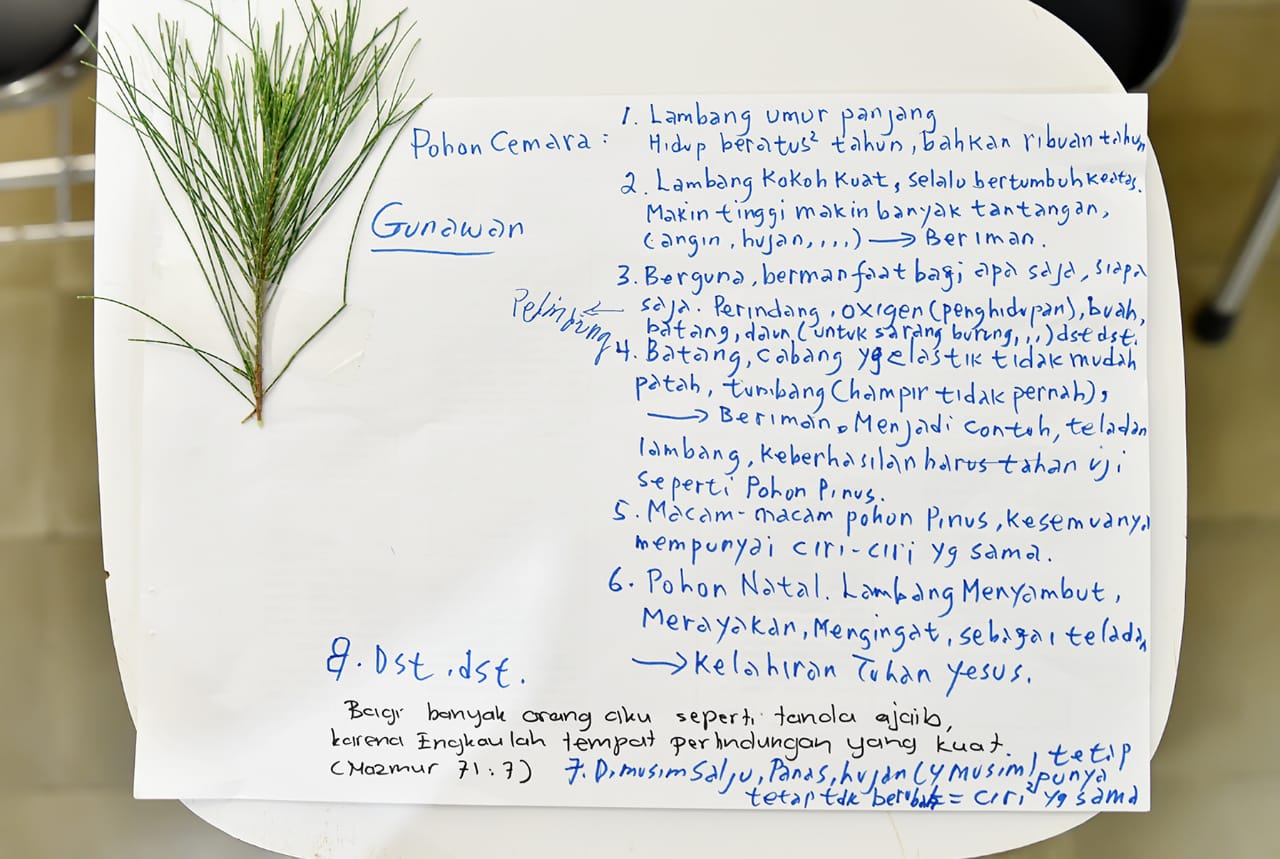 Pohon Cemara :
Gunawan
1. Lambang umur panjang
Hidup beratus² tahun, bahkan ribuan tahun
2. Lambang Kokoh Kuat, selalu bertumbuh keatas.
Makin tinggi makin banyak tantangan,
(angin, hujan, , , ,) → Beriman.
3. Berguna, bermanfaat bagi apa saja, siapa
saja. Perindang, oxigen (penghidupan), buah,
Pelindung ←
batang, daun (untuk sarang burung, , ,) dst dst.
4. Batang, cabang yg elastik tidak mudah
patah, tumbang (hampir tidak pernah),
→ Beriman. Menjadi contoh, teladan
lambang, keberhasilan harus tahan uji
seperti Pohon Pinus.
5. Macam-macam pohon Pinus, kesemuanya
mempunyai ciri-ciri yg sama.
6. Pohon Natal. Lambang Menyambut,
Merayakan, Mengingat, sebagai teladan
→ Kelahiran Tuhan Yesus.
7. Dimusim Salju, Panas, hujan (4 musim), tetip
punya
tetap tdk berubah = ciri² yg sama
8. Dst. dst.
Bagi banyak orang aku seperti tanda ajaib,
karena Engkaulah tempat perlindungan yang kuat.
(Mazmur 71:7)